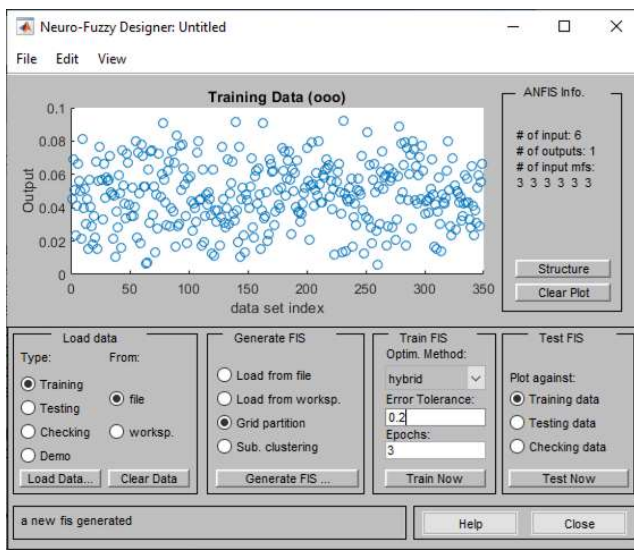 Neuro-Fuzzy Designer: Untitled
File Edit View
Training Data (ooo)
Output
0.1
0.08
0.06
0.04
0.02
0
0 50 100 150 200 250 300 350
data set index
ANFIS Info.
# of input: 6
# of outputs: 1
# of input mfs:
3 3 3 3 3 3
Structure
Clear Plot
Load data
Type: From:
Training
Testing
Checking
Demo
file
worksp.
Load Data... Clear Data
Generate FIS
Load from file
Load from worksp.
Grid partition
Sub. clustering
Generate FIS ...
Train FIS
Optim. Method:
hybrid
Error Tolerance:
0.2
Epochs:
3
Train Now
Test FIS
Plot against:
Training data
Testing data
Checking data
Test Now
a new fis generated
Help Close